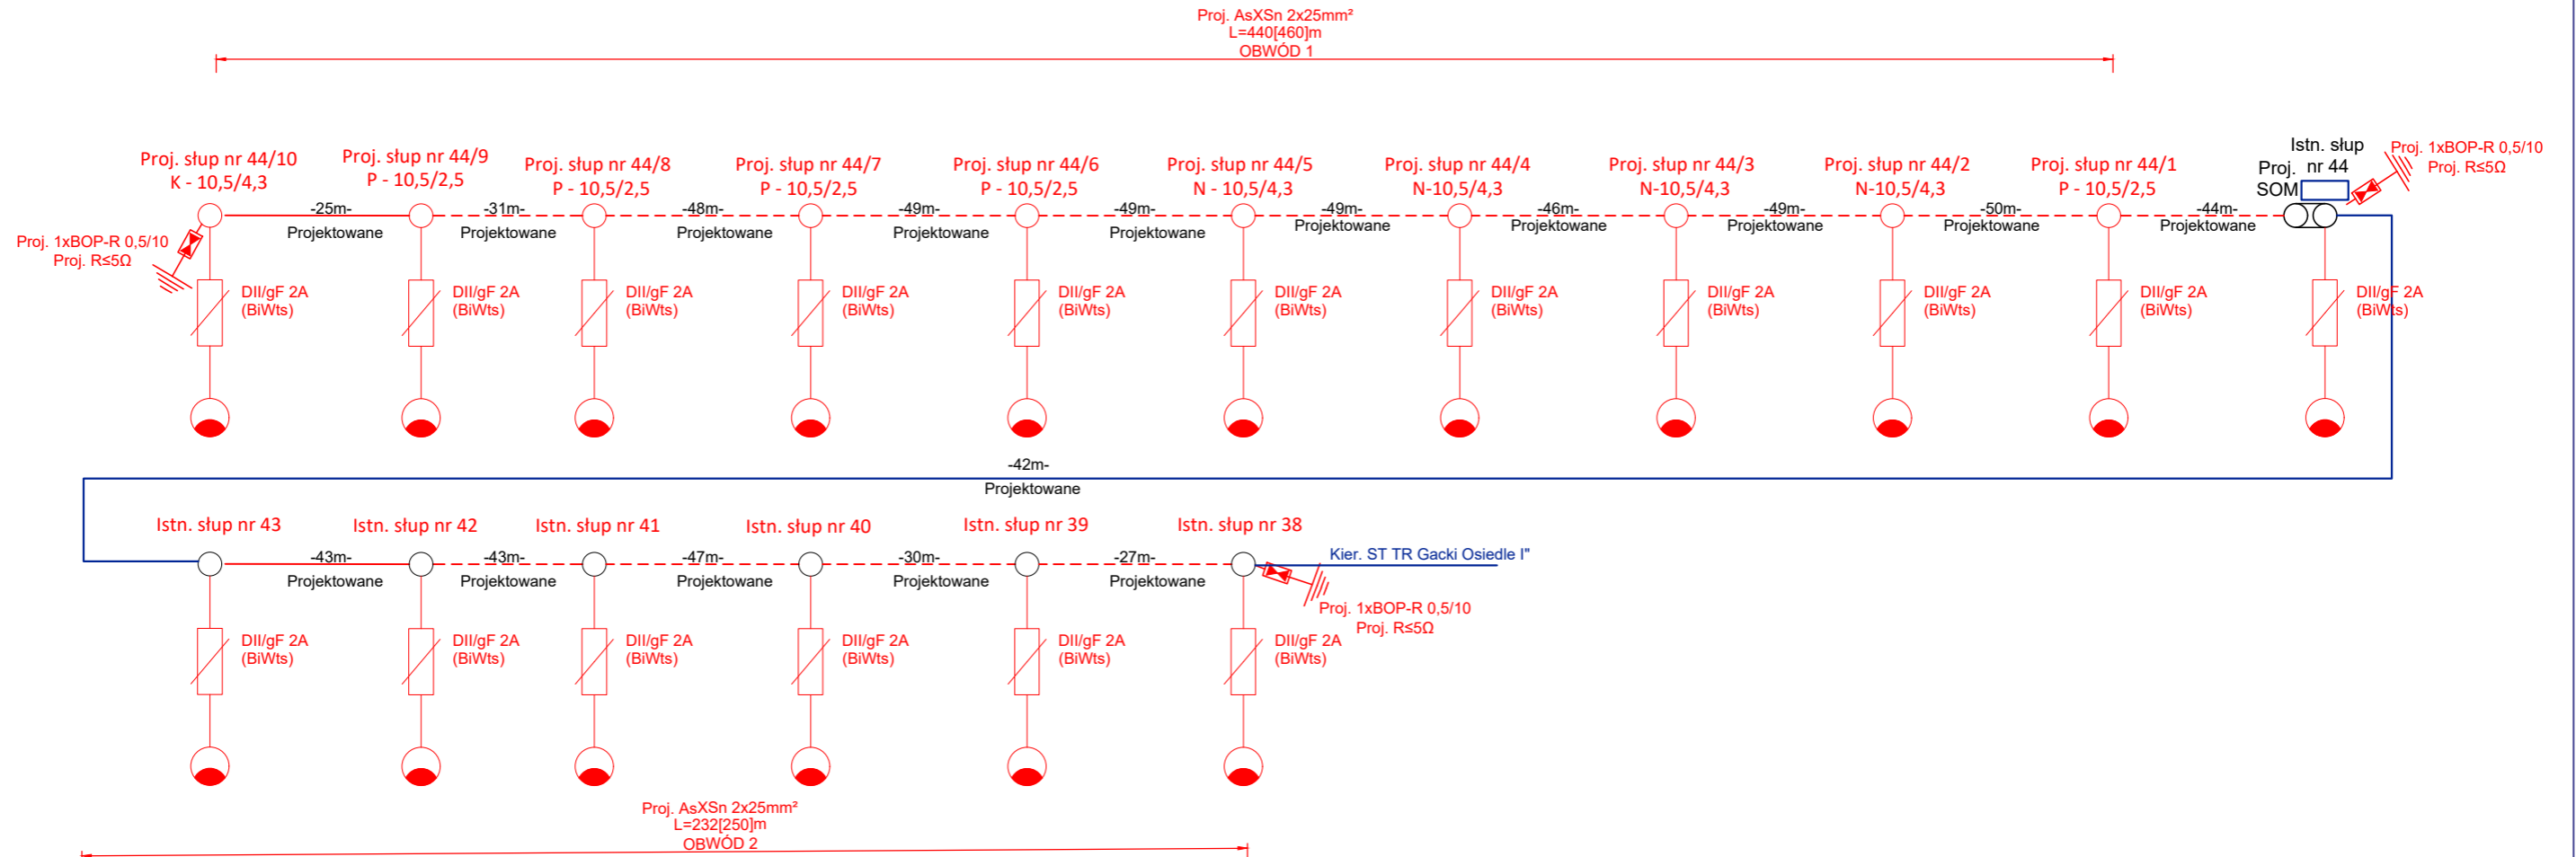 Proj. AsXSn 2x25mm²
L=440[460]m
OBWÓD 1
Proj. słup nr 44/10
K - 10,5/4,3
Proj. słup nr 44/9
P - 10,5/2,5
Proj. słup nr 44/8
P - 10,5/2,5
Proj. słup nr 44/7
P - 10,5/2,5
Proj. słup nr 44/6
P - 10,5/2,5
Proj. słup nr 44/5
N - 10,5/4,3
Proj. słup nr 44/4
N-10,5/4,3
Proj. słup nr 44/3
N-10,5/4,3
Proj. słup nr 44/2
N-10,5/4,3
Proj. słup nr 44/1
P - 10,5/2,5
Istn. słup
nr 44
Proj.
SOM
Proj. 1xBOP-R 0,5/10
Proj. R≤5Ω
-25m-
Projektowane
-31m-
Projektowane
-48m-
Projektowane
-49m-
Projektowane
-49m-
Projektowane
-49m-
Projektowane
-46m-
Projektowane
-49m-
Projektowane
-50m-
Projektowane
-44m-
Projektowane
Proj. 1xBOP-R 0,5/10
Proj. R≤5Ω
DII/gF 2A
(BiWts)
DII/gF 2A
(BiWts)
DII/gF 2A
(BiWts)
DII/gF 2A
(BiWts)
DII/gF 2A
(BiWts)
DII/gF 2A
(BiWts)
DII/gF 2A
(BiWts)
DII/gF 2A
(BiWts)
DII/gF 2A
(BiWts)
DII/gF 2A
(BiWts)
DII/gF 2A
(BiWts)
-42m-
Projektowane
Istn. słup nr 43
Istn. słup nr 42
Istn. słup nr 41
Istn. słup nr 40
Istn. słup nr 39
Istn. słup nr 38
-43m-
Projektowane
-43m-
Projektowane
-47m-
Projektowane
-30m-
Projektowane
-27m-
Projektowane
Kier. ST TR Gacki Osiedle I"
Proj. 1xBOP-R 0,5/10
Proj. R≤5Ω
DII/gF 2A
(BiWts)
DII/gF 2A
(BiWts)
DII/gF 2A
(BiWts)
DII/gF 2A
(BiWts)
DII/gF 2A
(BiWts)
DII/gF 2A
(BiWts)
Proj. AsXSn 2x25mm²
L=232[250]m
OBWÓD 2